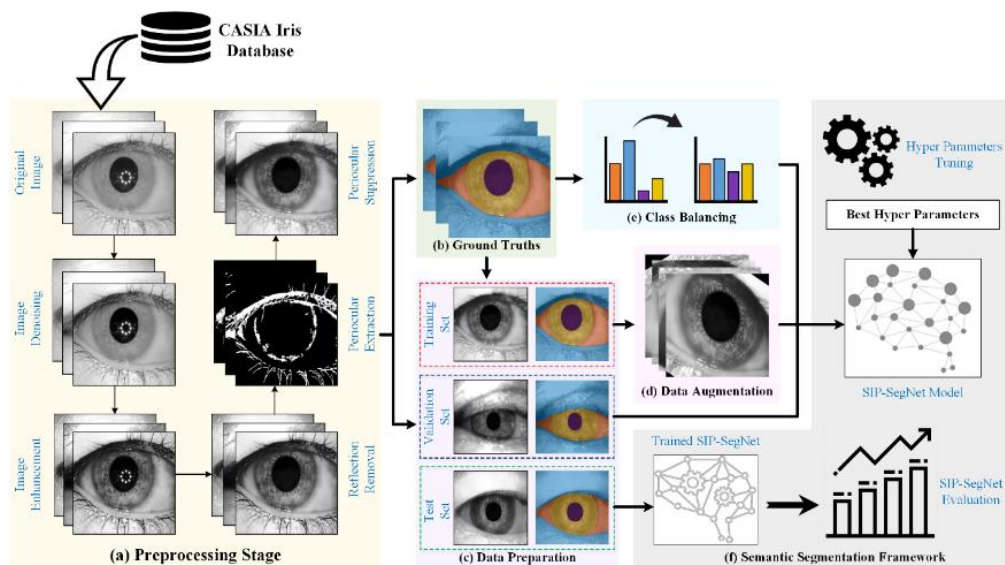 CASIA Iris
Database
Original
Image
Periocular
Suppression
Image
Denoising
Periocular
Extraction
Image
Enhancement
Reflection
Removal
(a) Preprocessing Stage
(b) Ground Truths
(e) Class Balancing
Training
Set
Validation
Set
Test
Set
(c) Data Preparation
(d) Data Augmentation
Hyper Parameters
Tuning
Best Hyper Parameters
SIP-SegNet Model
Trained SIP-SegNet
SIP-SegNet
Evaluation
(f) Semantic Segmentation Framework